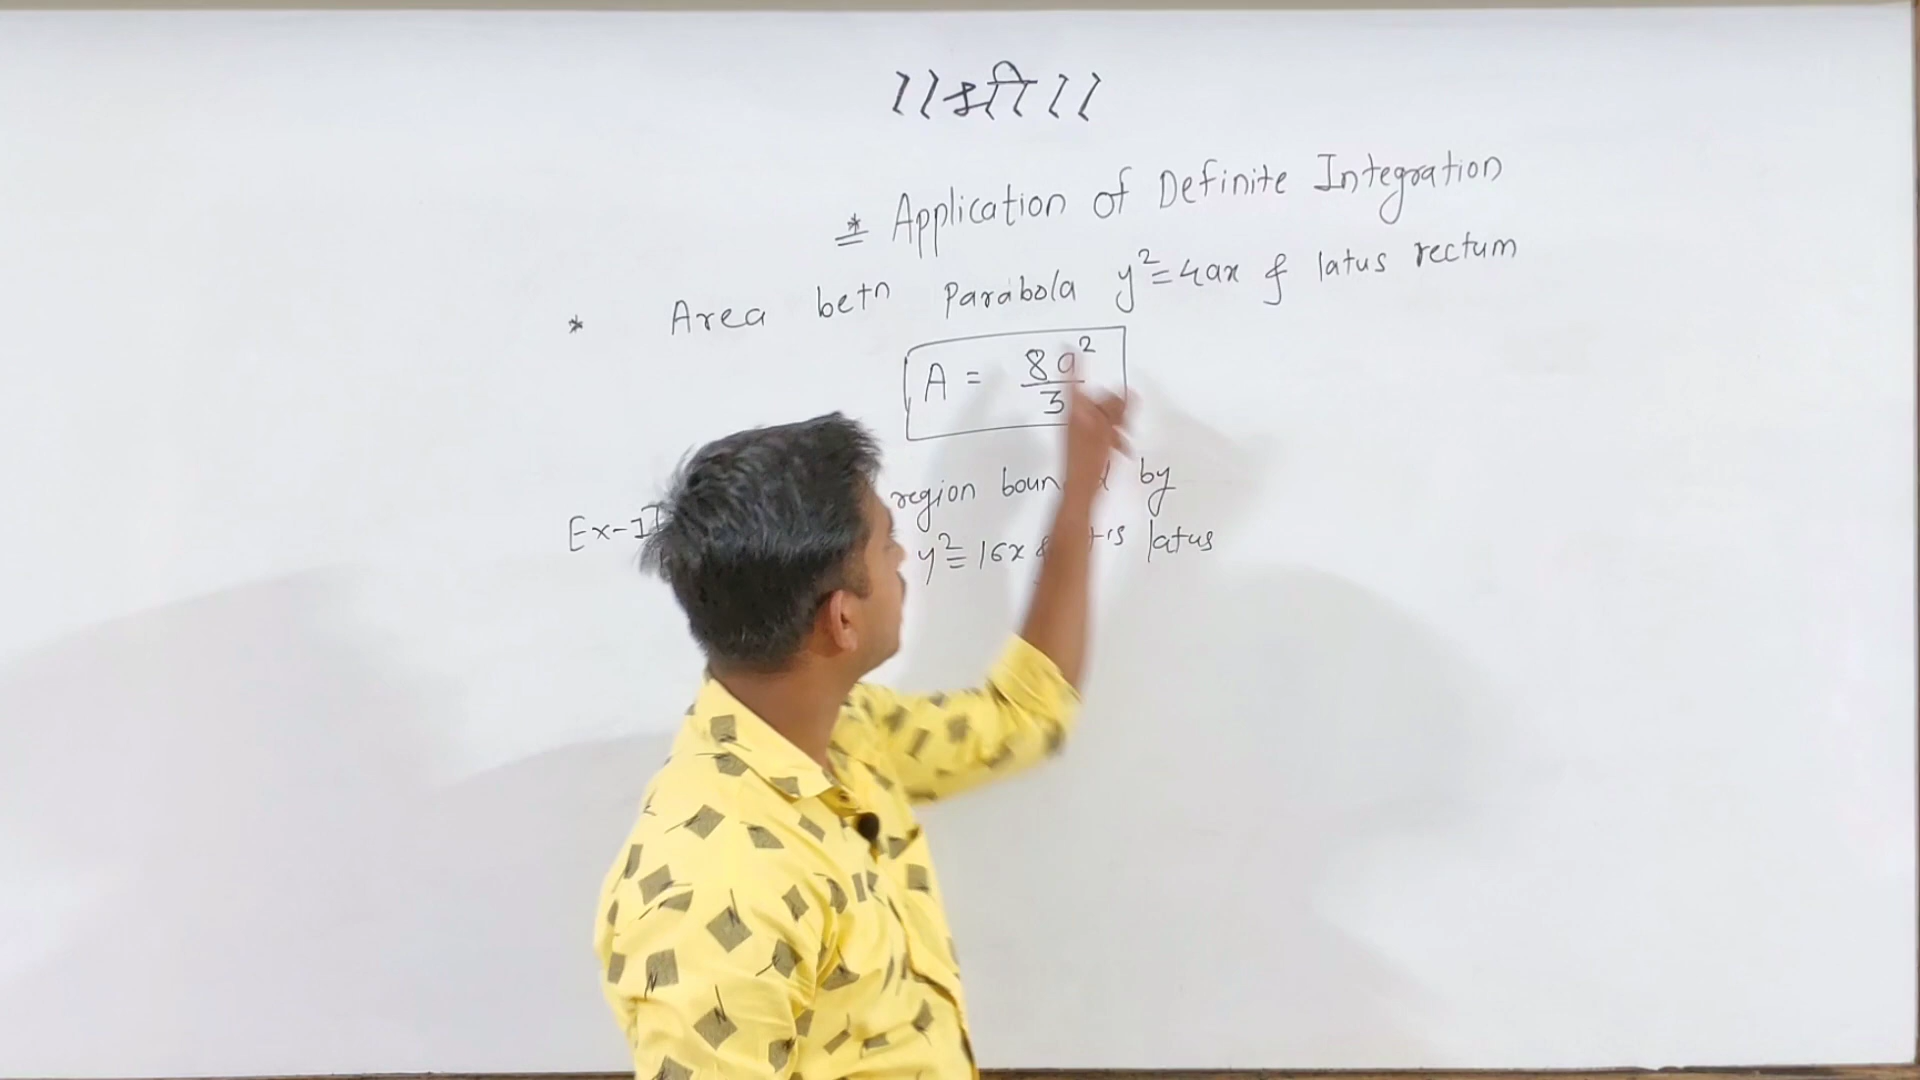 ।।श्री।।
* Application of Definite Integration
* Area betn Parabola y²=4ax & latus rectum
A = 8a²/3
Ex-1] region by
y²=16x & latus